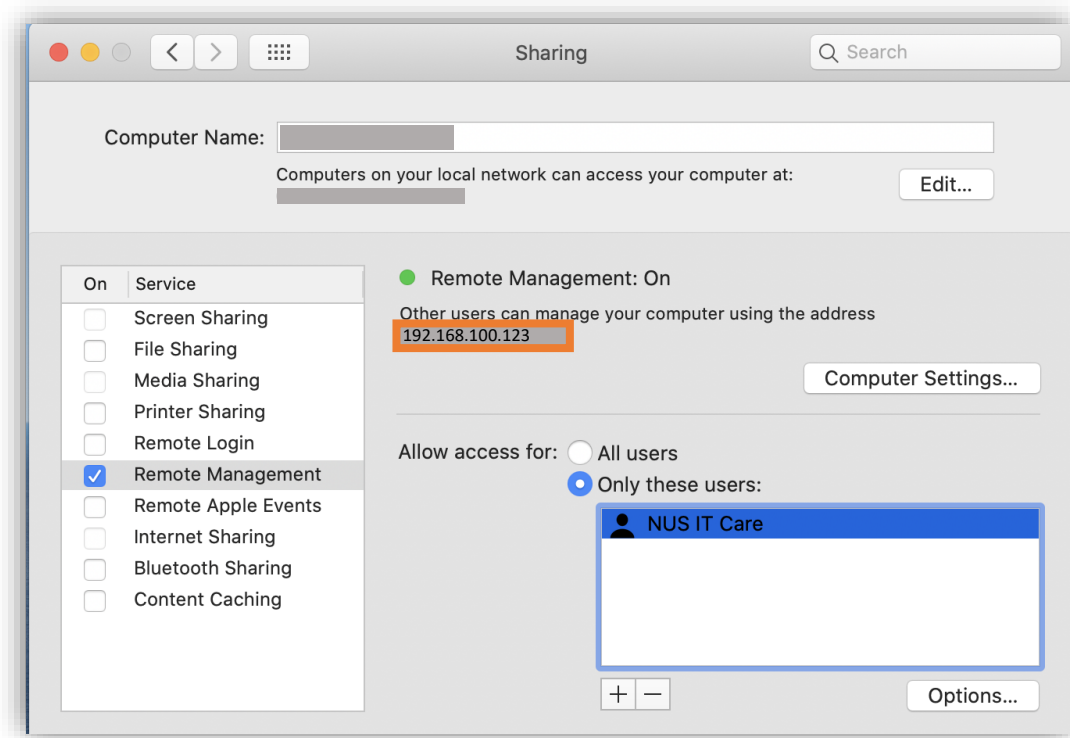 Sharing
Search
Computer Name:
Computers on your local network can access your computer at:
Edit...
On Service
Screen Sharing
File Sharing
Media Sharing
Printer Sharing
Remote Login
Remote Management
Remote Apple Events
Internet Sharing
Bluetooth Sharing
Content Caching
Remote Management: On
Other users can manage your computer using the address
192.168.100.123
Computer Settings...
Allow access for: All users
Only these users:
NUS IT Care
+ −
Options...